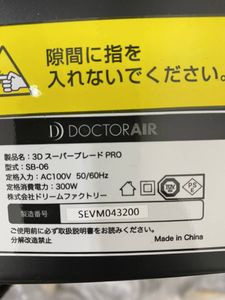 隙間に指を
入れないでください。
DOCTORAIR
製品名：3D スーパーブレード PRO
型式：SB-06
定格入力：AC100V 50/60Hz
定格消費電力：300W
株式会社ドリームファクトリー
Made in China
製造番号 SEVM043200
ご使用前に必ず取扱説明書をお読みください。
分解改造禁止